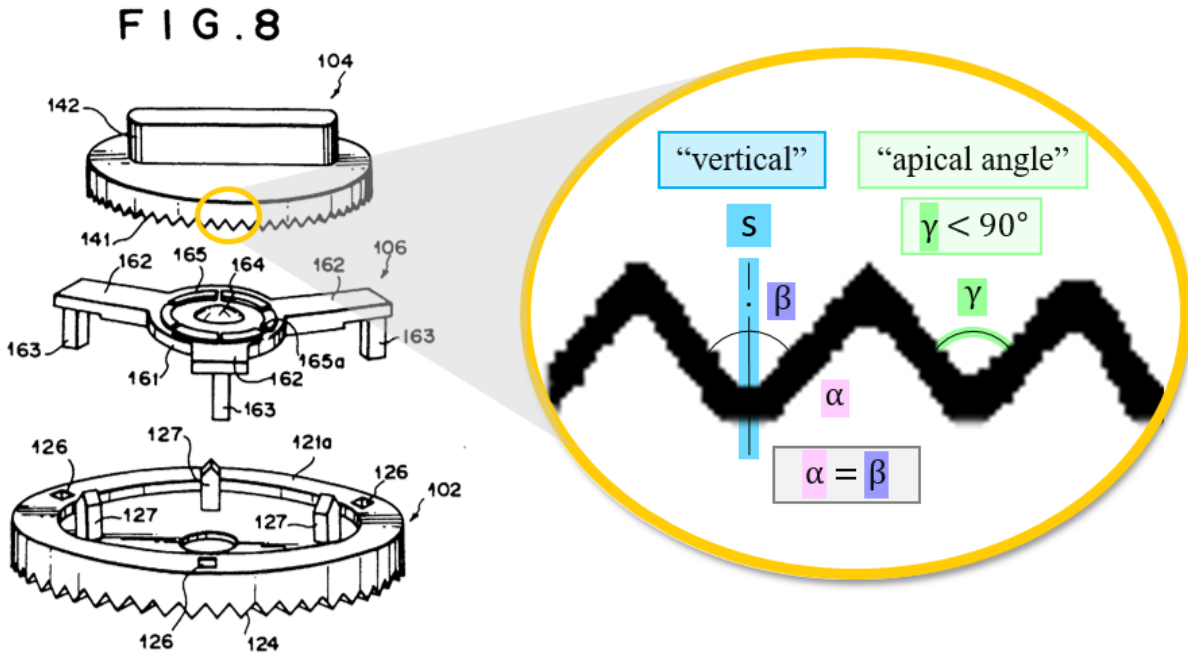 FIG.8
104
142
141
162
165
164
106
162
163
161
165a
162
163
163
127
121a
126
126
102
127
127
126
124
“vertical”
“apical angle”
γ < 90°
S
β
γ
α
α = β